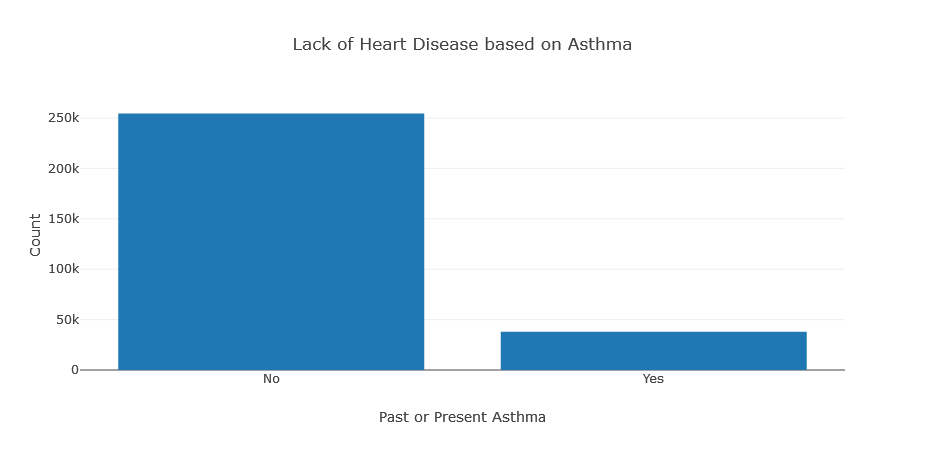 Lack of Heart Disease based on Asthma
250k
200k
150k
100k
50k
0
Count
No
Yes
Past or Present Asthma